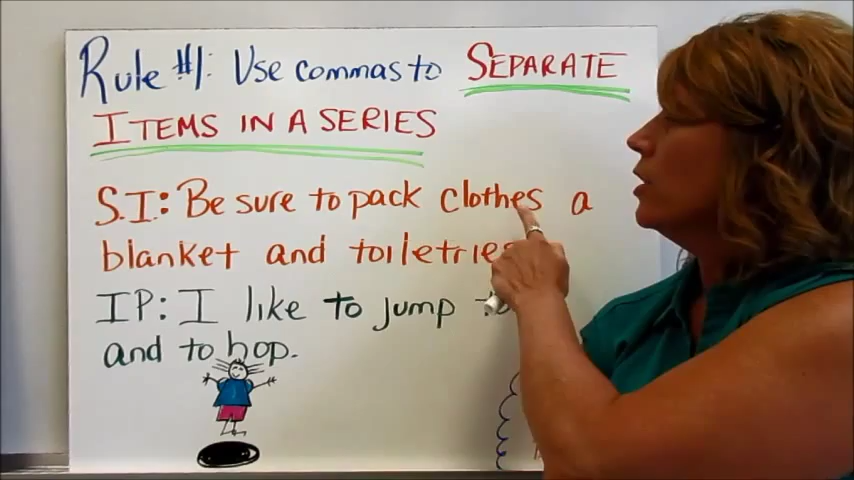 Rule #1: Use commas to SEPARATE
ITEMS IN A SERIES
S.I.: Be sure to pack clothes a
blanket and toiletries
IP: I like to jump to
and to hop.